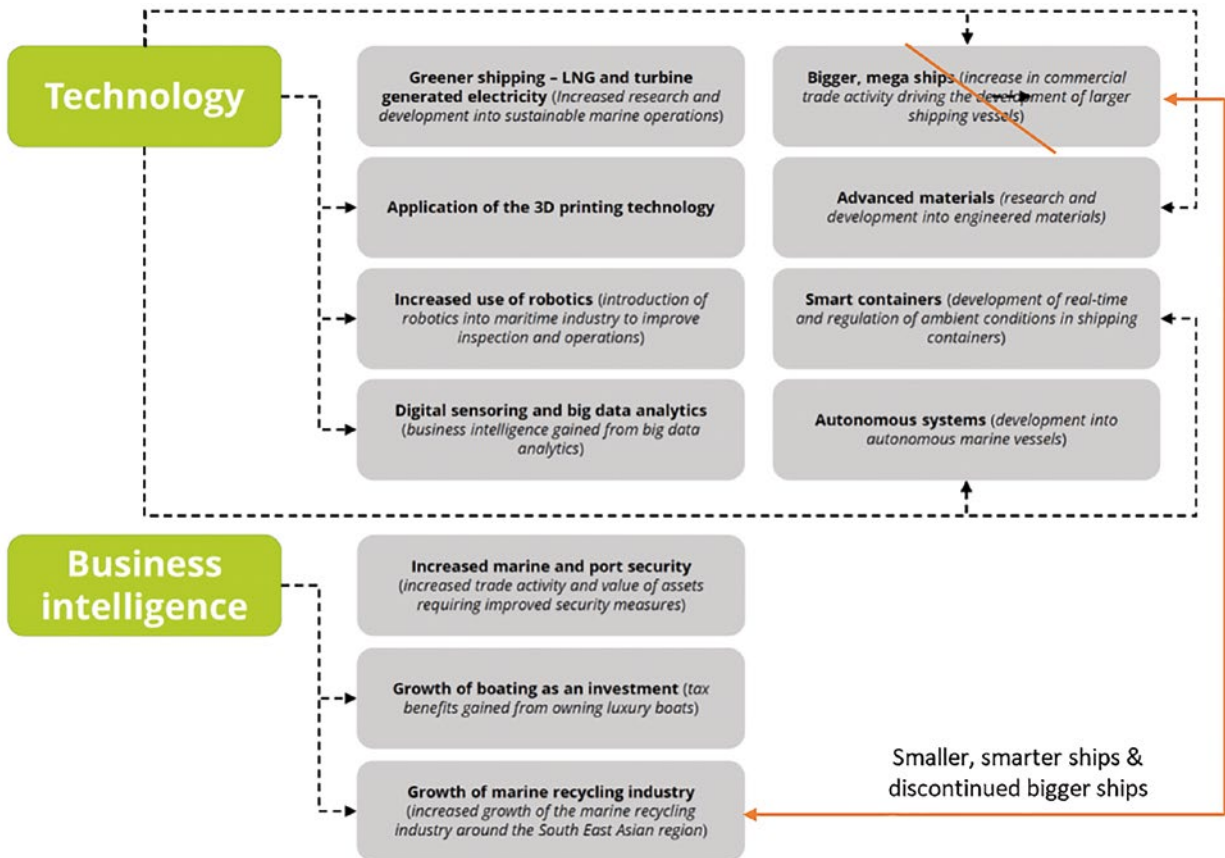 Technology
Greener shipping – LNG and turbine
generated electricity (Increased research and
development into sustainable marine operations)
Bigger, mega ships (increase in commercial
trade activity driving the development of larger
shipping vessels)
Application of the 3D printing technology
Advanced materials (research and
development into engineered materials)
Increased use of robotics (introduction of
robotics into maritime industry to improve
inspection and operations)
Smart containers (development of real-time
and regulation of ambient conditions in shipping
containers)
Digital sensoring and big data analytics
(business intelligence gained from big data
analytics)
Autonomous systems (development into
autonomous marine vessels)
Business
intelligence
Increased marine and port security
(increased trade activity and value of assets
requiring improved security measures)
Growth of boating as an investment (tax
benefits gained from owning luxury boats)
Growth of marine recycling industry
(increased growth of the marine recycling
industry around the South East Asian region)
Smaller, smarter ships &
discontinued bigger ships